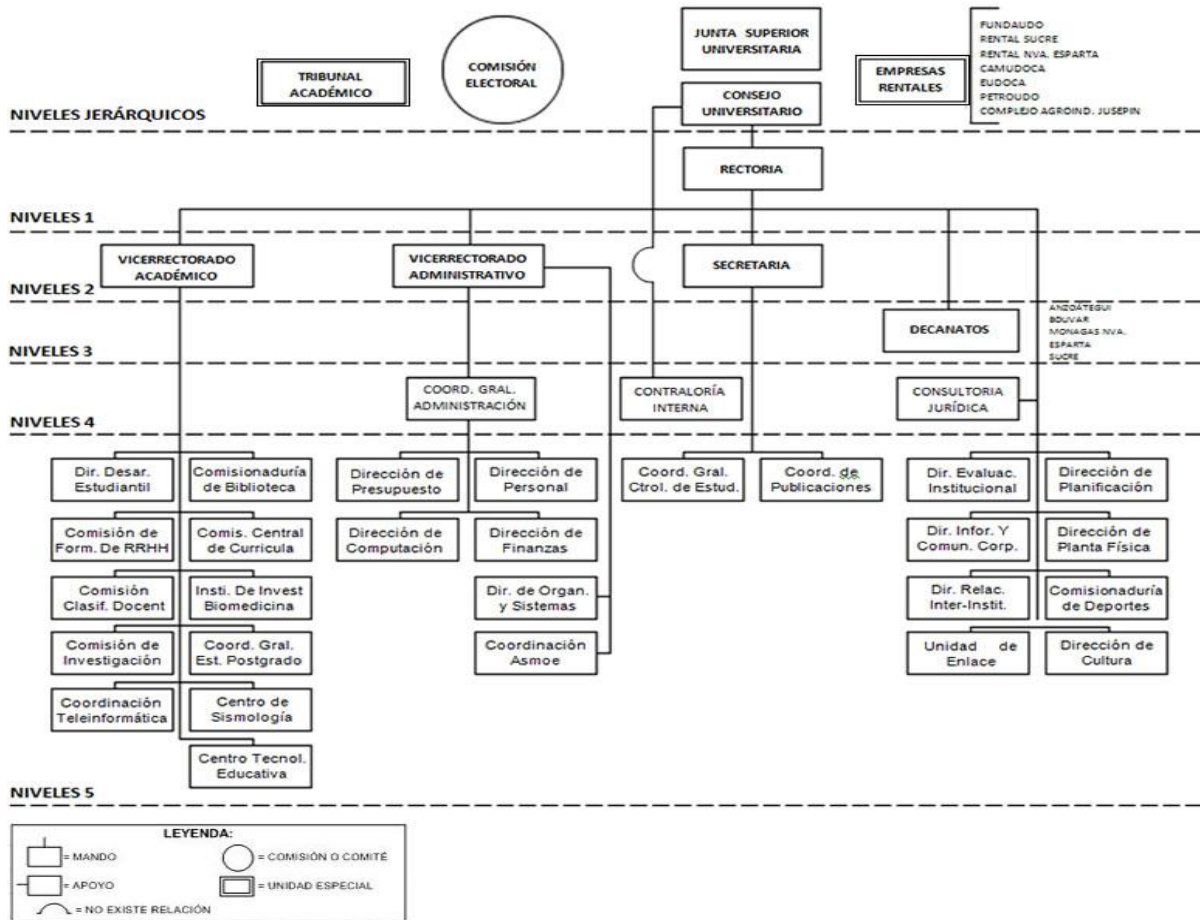 JUNTA SUPERIOR
UNIVERSITARIA
TRIBUNAL
ACADÉMICO
COMISIÓN
ELECTORAL
EMPRESAS
RENTALES
FUNDAUDO
RENTAL SUCRE
RENTAL NVA. ESPARTA
CAMUDOCA
EUDOCA
PETROUDO
COMPLEJO AGROIND. JUSEPIN
CONSEJO
UNIVERSITARIO
NIVELES JERÁRQUICOS
RECTORIA
NIVELES 1
VICERRECTORADO
ACADÉMICO
VICERRECTORADO
ADMINISTRATIVO
SECRETARIA
NIVELES 2
DECANATOS
ANZOÁTEGUI
BOLIVAR
MONAGAS NVA.
ESPARTA
SUCRE
NIVELES 3
COORD. GRAL.
ADMINISTRACIÓN
CONTRALORÍA
INTERNA
CONSULTORIA
JURÍDICA
NIVELES 4
Dir. Desar.
Estudiantil
Comisionaduría
de Biblioteca
Dirección de
Presupuesto
Dirección de
Personal
Coord. Gral.
Ctrol. de Estud.
Coord. de
Publicaciones
Dir. Evaluac.
Institucional
Dirección de
Planificación
Comisión de
Form. De RRHH
Comis. Central
de Curricula
Dirección de
Computación
Dirección de
Finanzas
Dir. Infor. Y
Comun. Corp.
Dirección de
Planta Física
Comisión
Clasif. Docent
Insti. De Invest
Biomedicina
Dir. de Organ.
y Sistemas
Dir. Relac.
Inter-Instit.
Comisionaduría
de Deportes
Comisión de
Investigación
Coord. Gral.
Est. Postgrado
Coordinación
Asmoe
Unidad de
Enlace
Dirección de
Cultura
Coordinación
Teleinformática
Centro de
Sismología
Centro Tecnol.
Educativa
NIVELES 5
LEYENDA:
= MANDO
= COMISIÓN O COMITÉ
= APOYO
= UNIDAD ESPECIAL
= NO EXISTE RELACIÓN